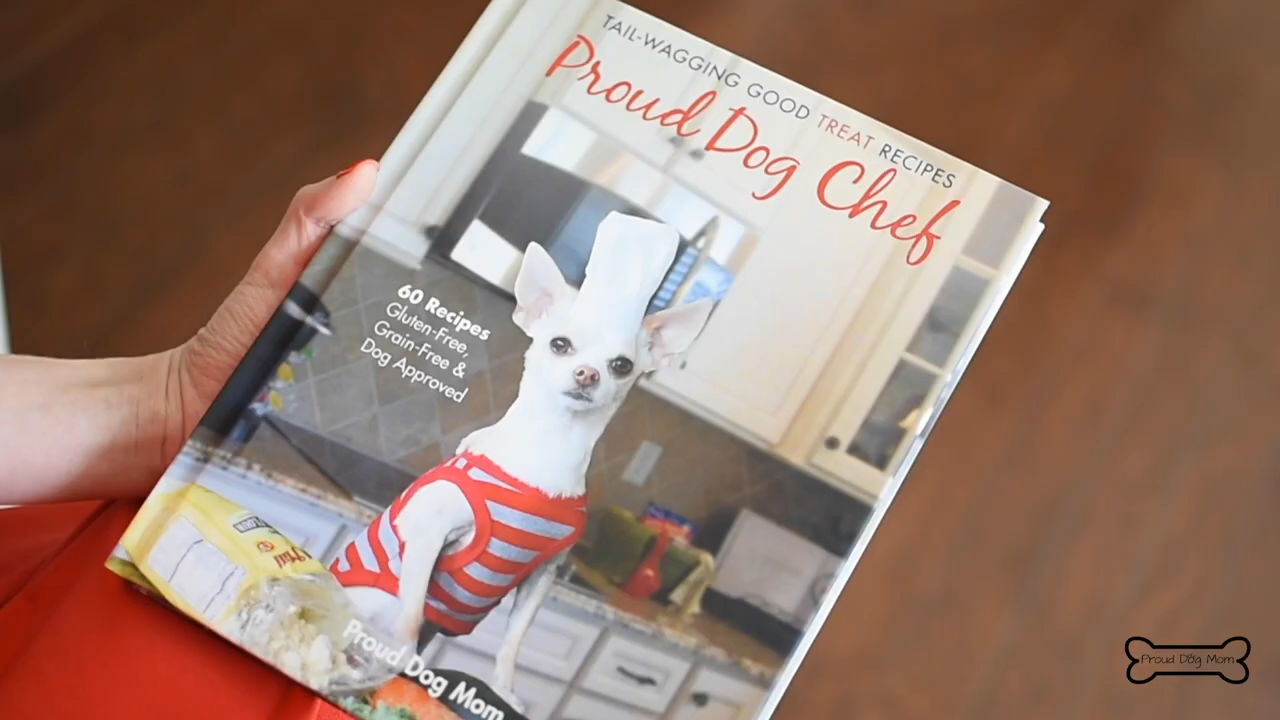 TAIL-WAGGING GOOD TREAT RECIPES
Proud Dog Chef
60 Recipes
Gluten-Free,
Grain-Free &
Dog Approved
Proud Dog Mom
Proud Dog Mom